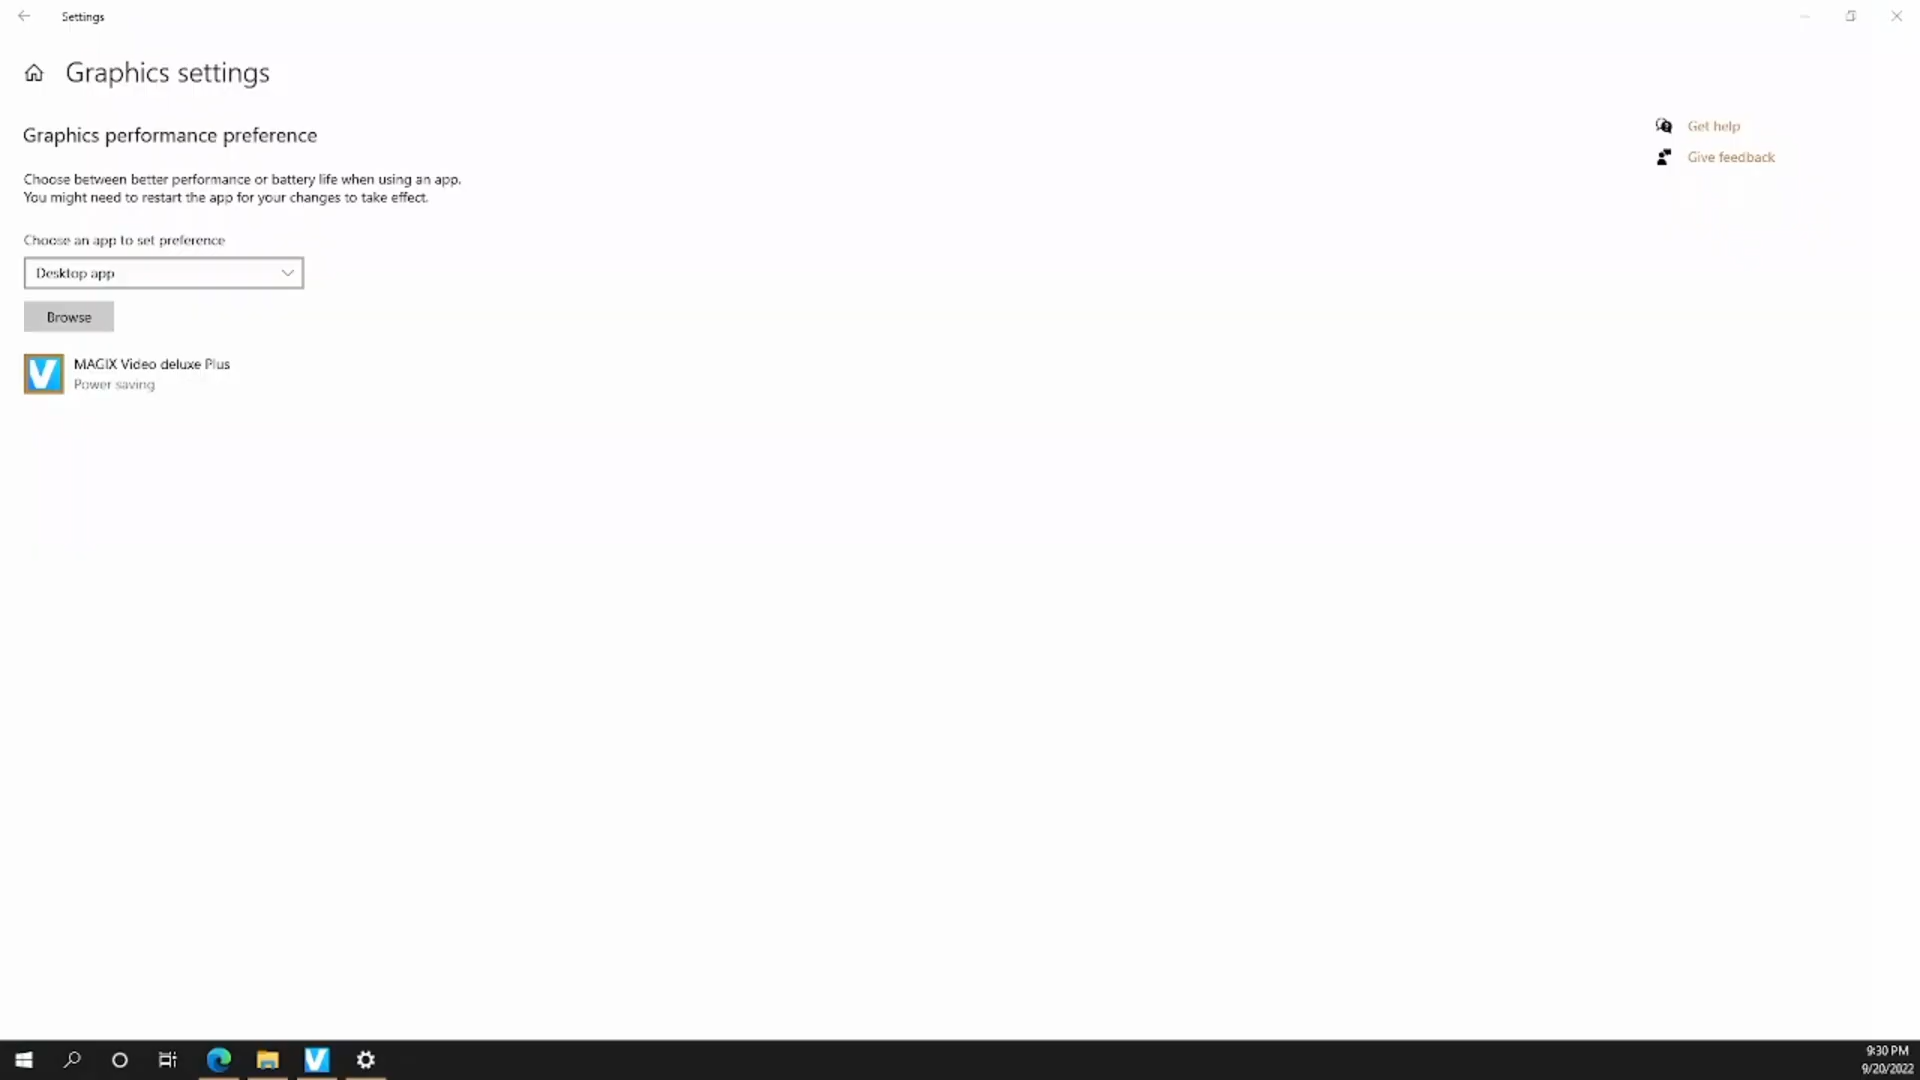 Settings
Graphics settings
Graphics performance preference
Choose between better performance or battery life when using an app.
You might need to restart the app for your changes to take effect.
Choose an app to set preference
Desktop app
Browse
MAGIX Video deluxe Plus
Power saving
Get help
Give feedback
9:30 PM
9/20/2022